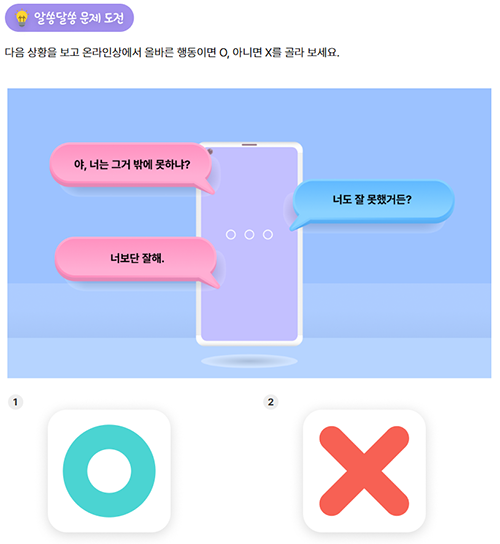 알쏭달쏭 문제 도전
다음 상황을 보고 온라인상에서 올바른 행동이면 O, 아니면 X를 골라 보세요.
야, 너는 그거 밖에 못하냐?
너도 잘 못했거든?
너보단 잘해.
1
2